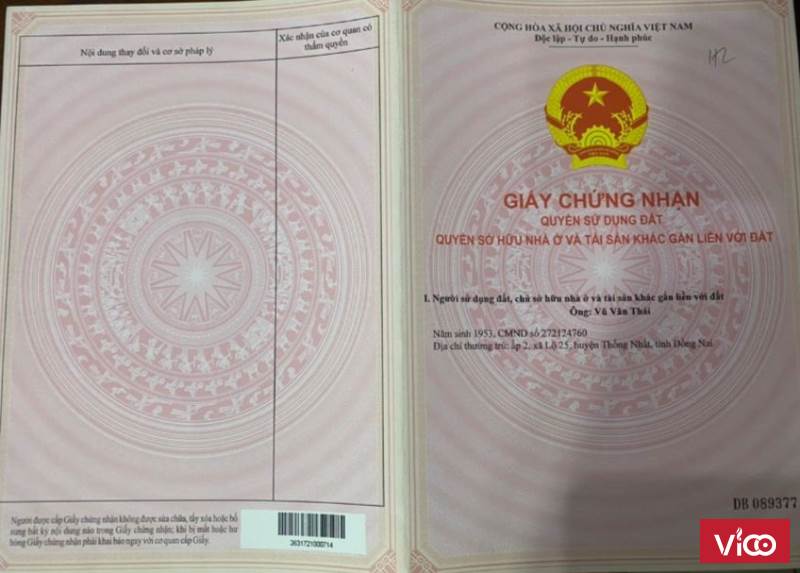 Nội dung thay đổi và cơ sở pháp lý
Xác nhận của cơ quan có
thẩm quyền
Người được cấp Giấy chứng nhận không được sửa chữa, tẩy xóa hoặc bổ
sung bất kỳ nội dung nào trong Giấy chứng nhận; khi bị mất hoặc hư
hỏng Giấy chứng nhận phải khai báo ngay với cơ quan cấp Giấy.
2631721000714
CỘNG HÒA XÃ HỘI CHỦ NGHĨA VIỆT NAM
Độc lập - Tự do - Hạnh phúc
GIẤY CHỨNG NHẬN
QUYỀN SỬ DỤNG ĐẤT
QUYỀN SỞ HỮU NHÀ Ở VÀ TÀI SẢN KHÁC GẮN LIỀN VỚI ĐẤT
I. Người sử dụng đất, chủ sở hữu nhà ở và tài sản khác gắn liền với đất
Ông: Vũ Văn Thái
Năm sinh 1953, CMND số 272124760
Địa chỉ thường trú: ấp 2, xã Lộ 25, huyện Thống Nhất, tỉnh Đồng Nai
DB 089377
Vioo